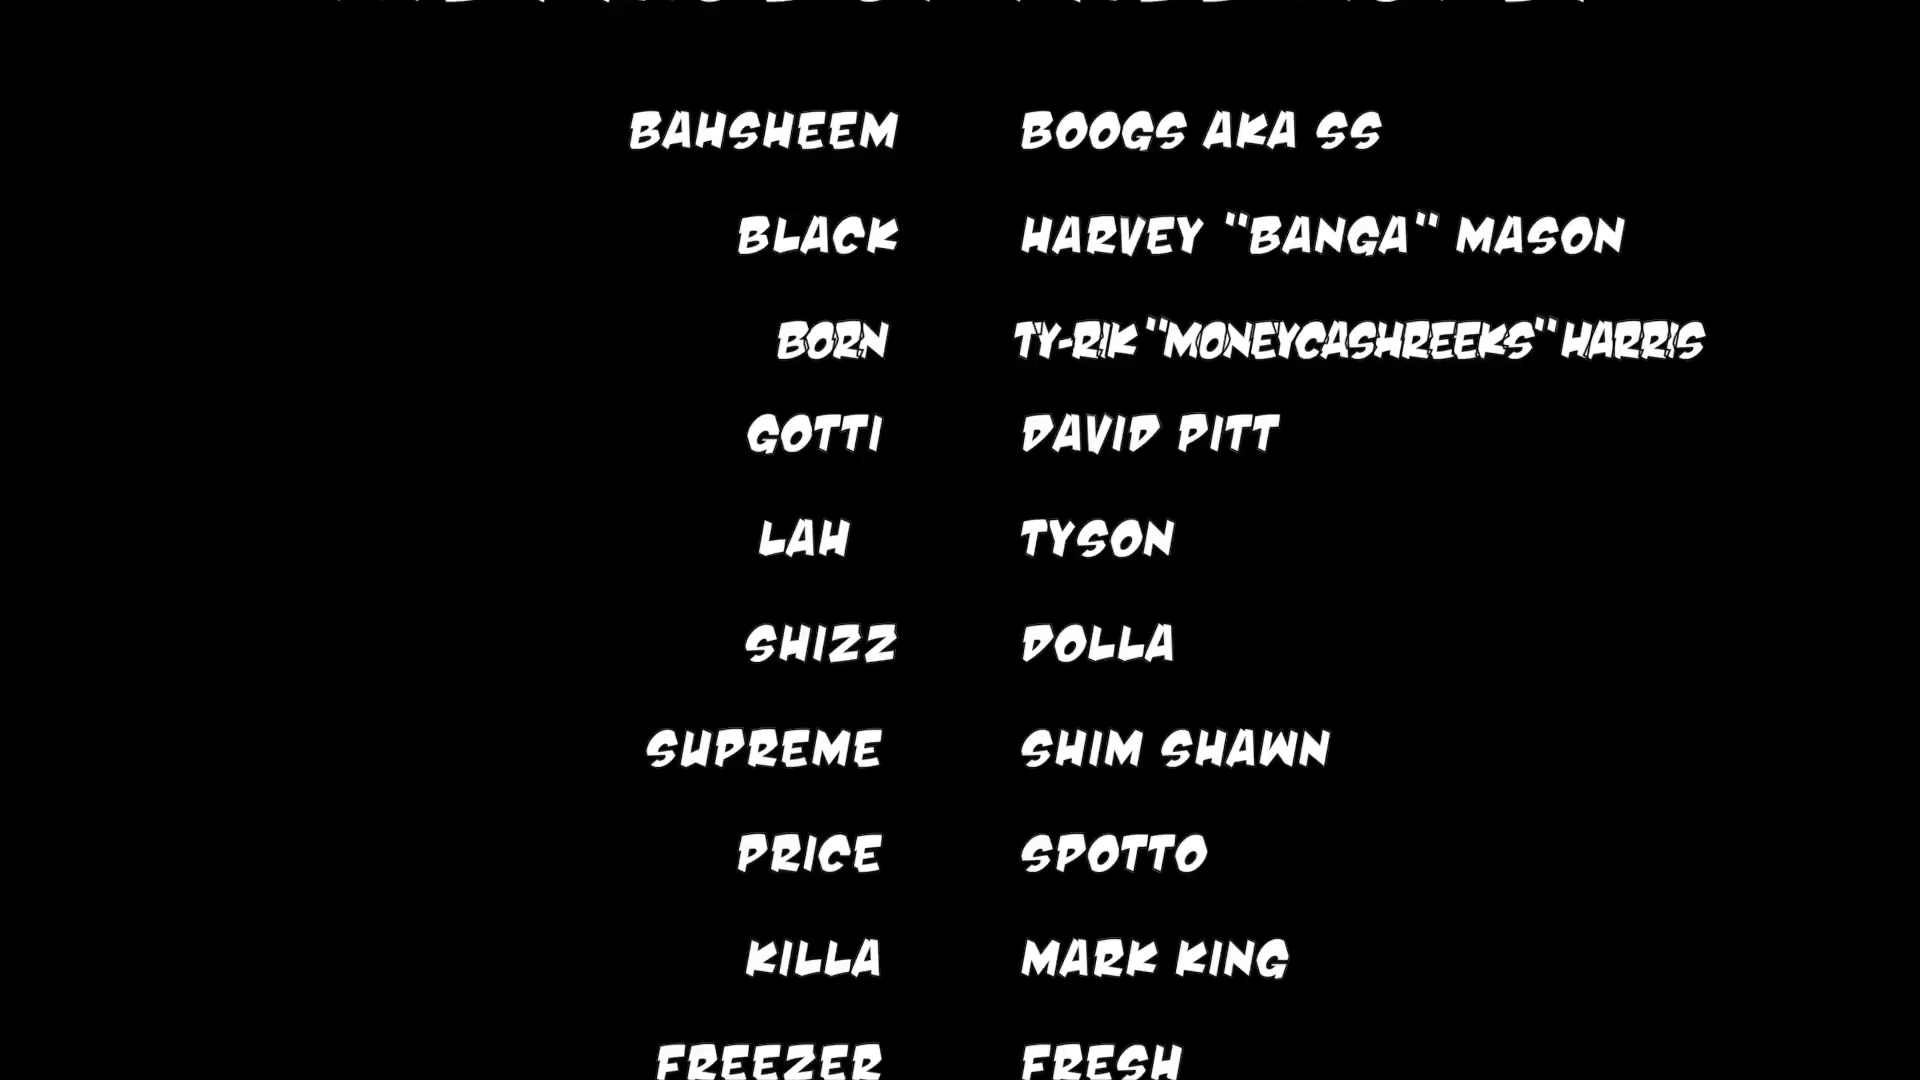 BAHSHEEM BOOGS AKA SS
BLACK HARVEY "BANGA" MASON
BORN TY-RIK "MONEYCASHREEKS" HARRIS
GOTTI DAVID PITT
LAH TYSON
SHIZZ DOLLA
SUPREME SHIM SHAWN
PRICE SPOTTO
KILLA MARK KING
FREEZER FRESH